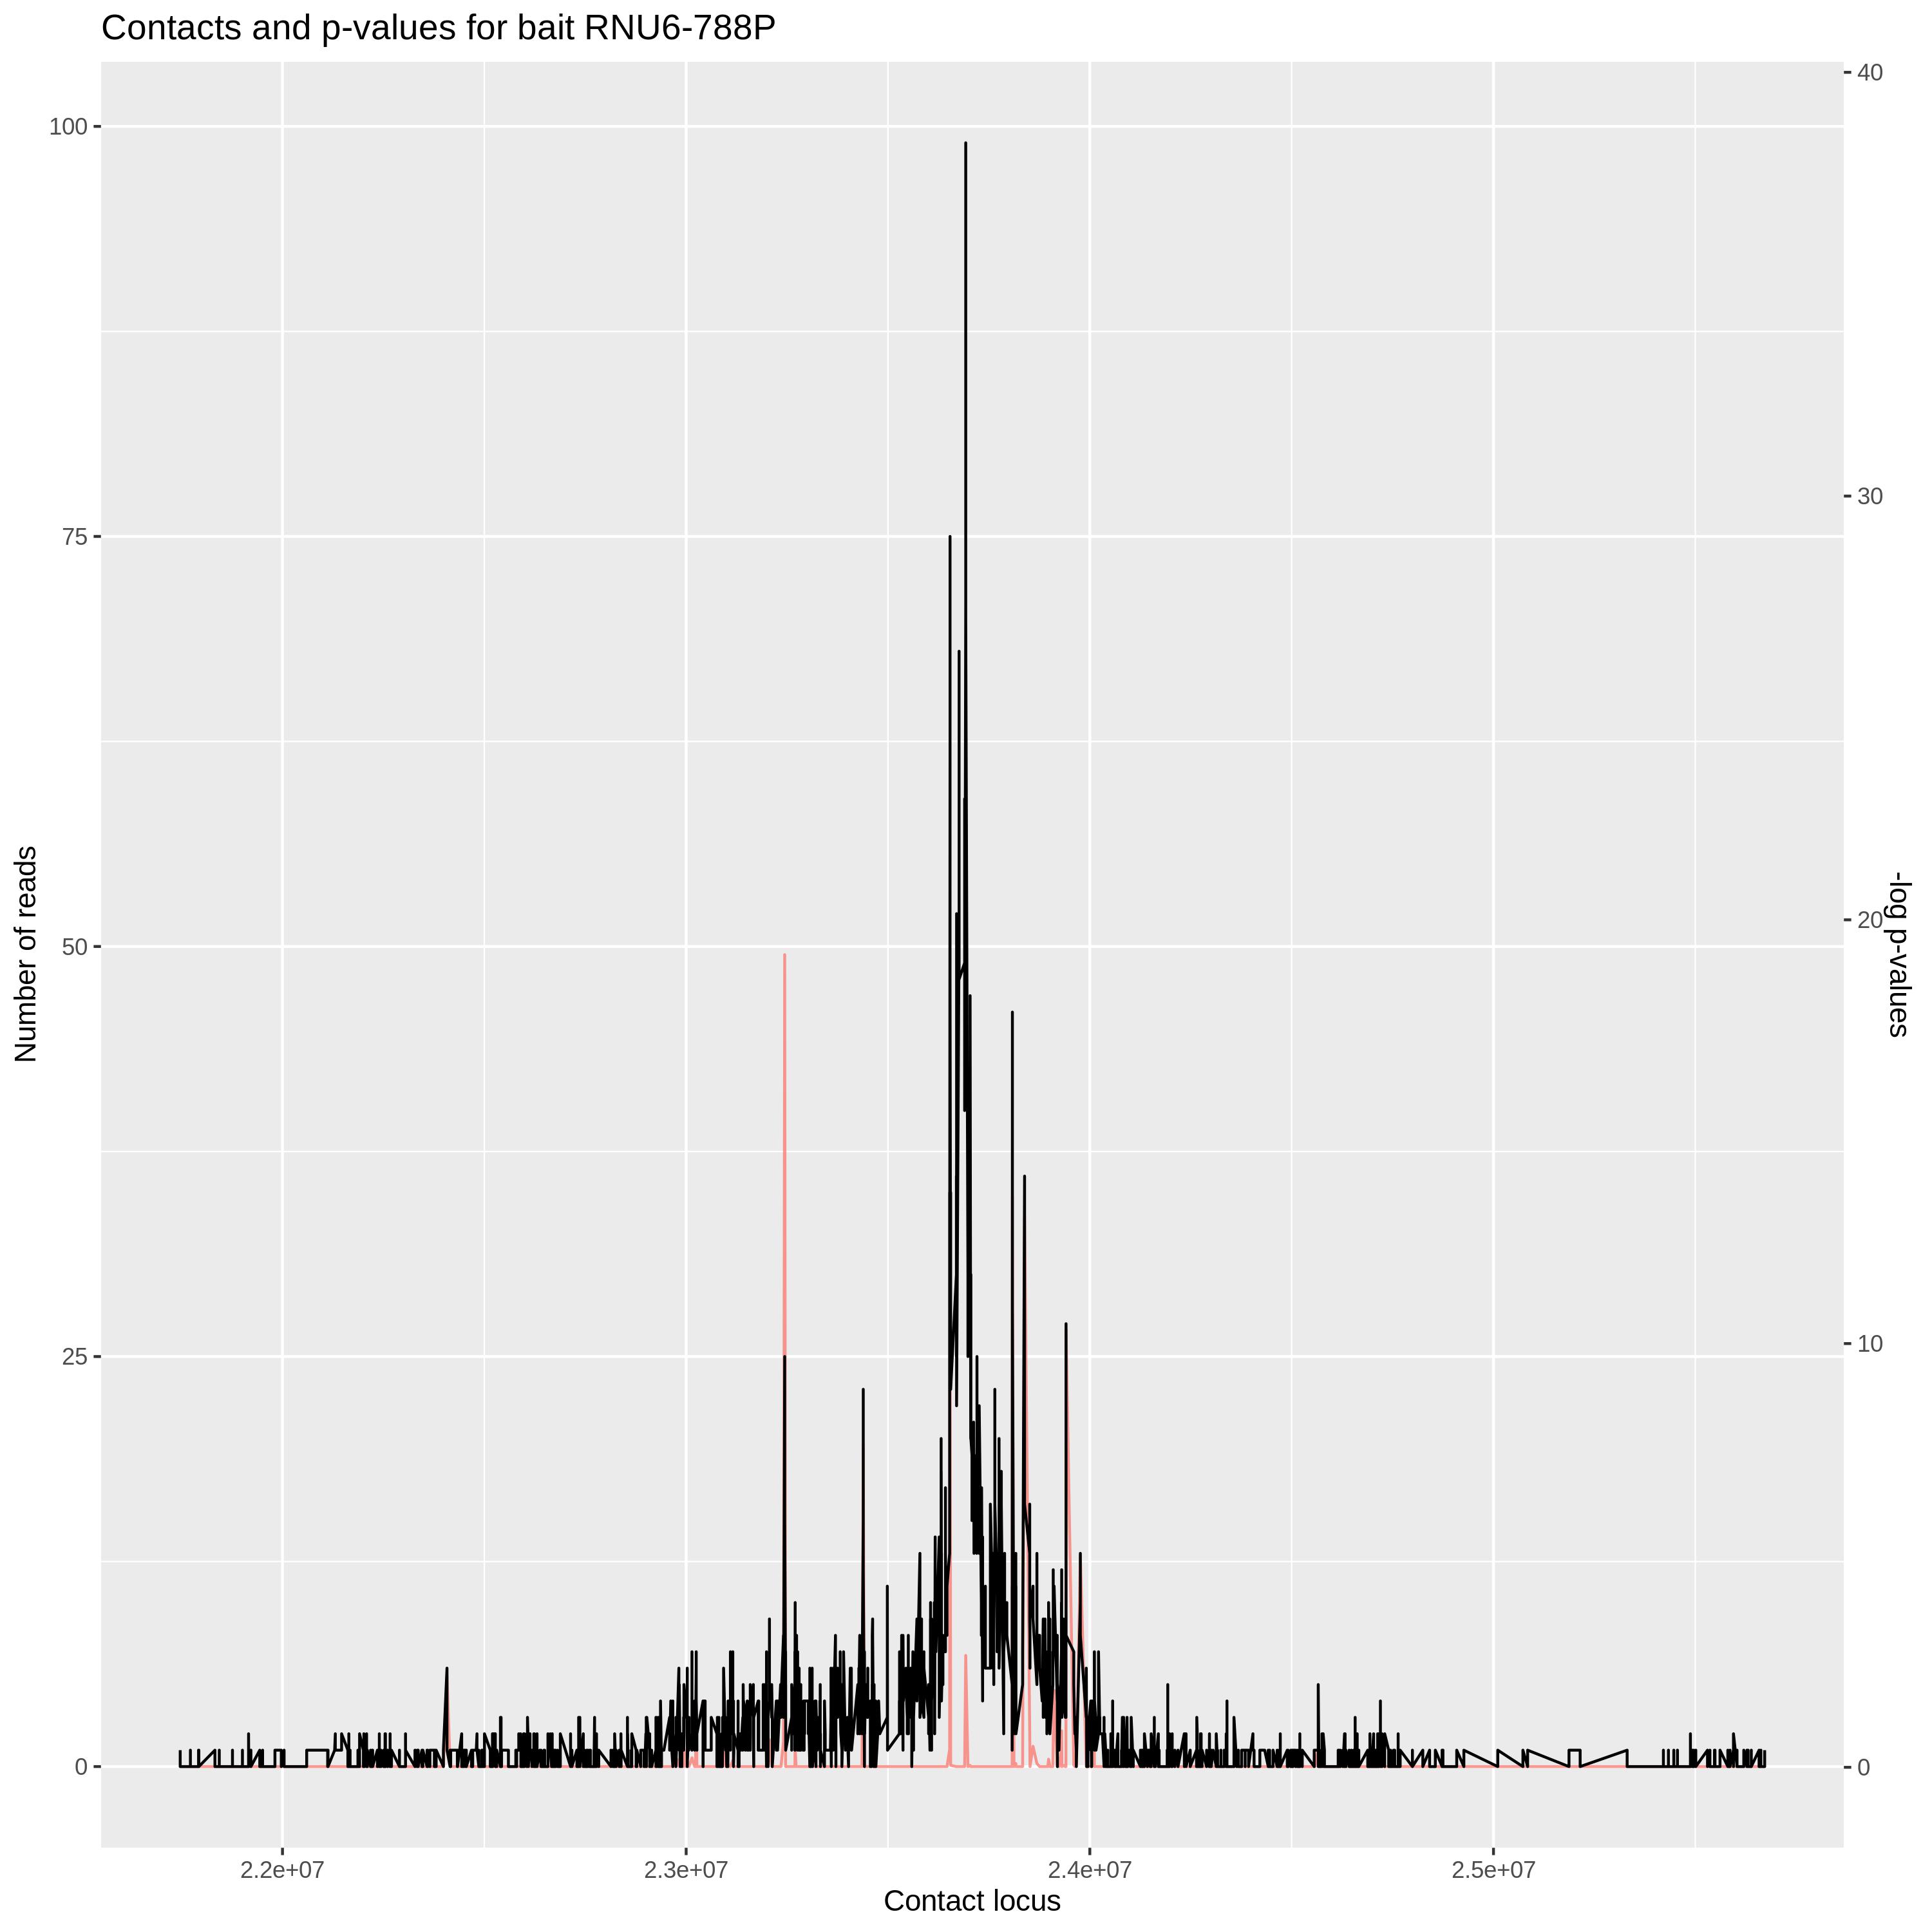 Contacts and p-values for bait RNU6-788P
100
75
50
25
0
40
30
20
10
0
Number of reads
-log p-values
2.2e+07
2.3e+07
2.4e+07
2.5e+07
Contact locus